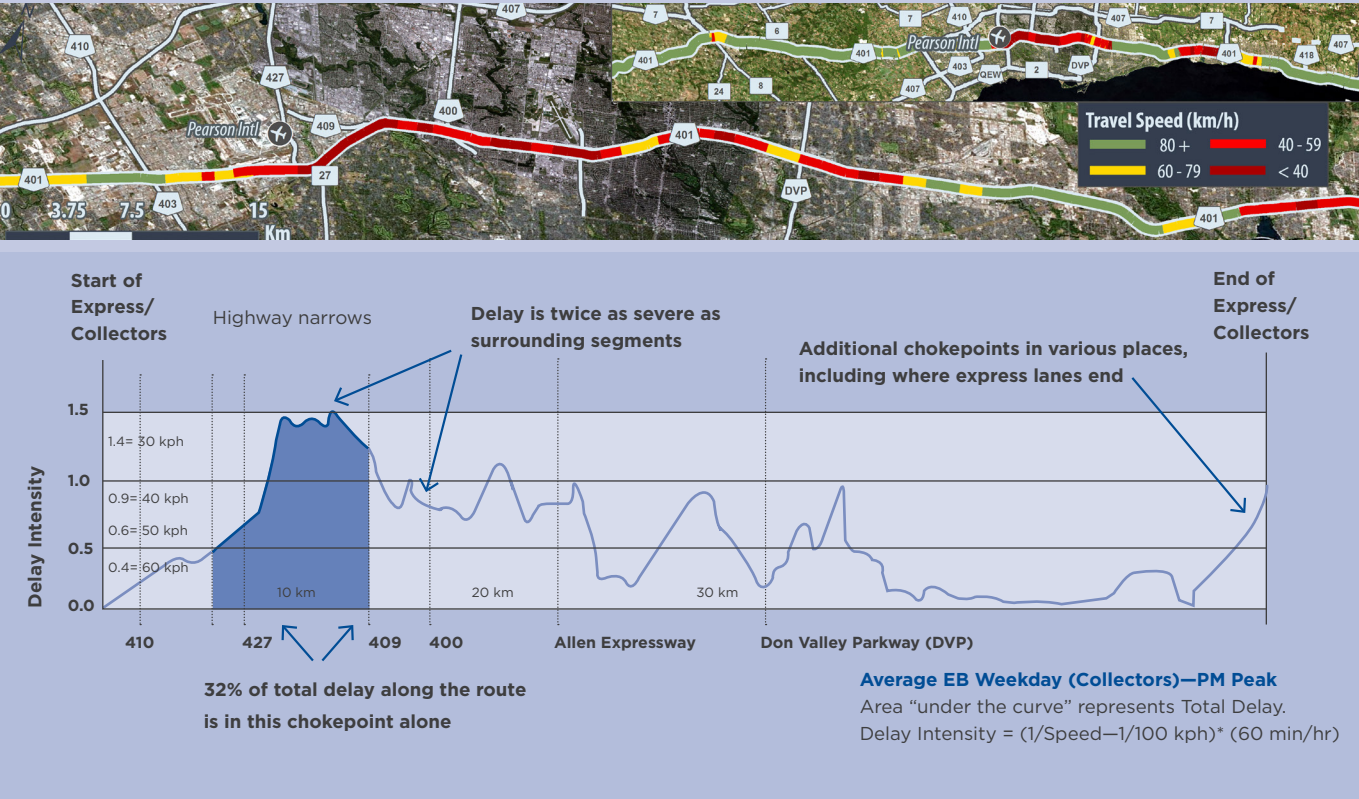 407
410
427
Pearson Intl
409
400
401
401
27
403
DVP
401
0 3.75 7.5 15
Km
7
6
7
410
407
7
401
401
Pearson Intl
403
QEW
2
DVP
401
418
407
24
8
407
Travel Speed (km/h)
80 +
40 - 59
60 - 79
< 40
Start of
Express/
Collectors
Highway narrows
Delay is twice as severe as
surrounding segments
Additional chokepoints in various places,
including where express lanes end
End of
Express/
Collectors
Delay Intensity
1.5
1.4= 30 kph
1.0
0.9= 40 kph
0.6= 50 kph
0.5
0.4= 60 kph
0.0
10 km
20 km
30 km
410
427
409
400
Allen Expressway
Don Valley Parkway (DVP)
32% of total delay along the route
is in this chokepoint alone
Average EB Weekday (Collectors)—PM Peak
Area “under the curve” represents Total Delay.
Delay Intensity = (1/Speed—1/100 kph)* (60 min/hr)